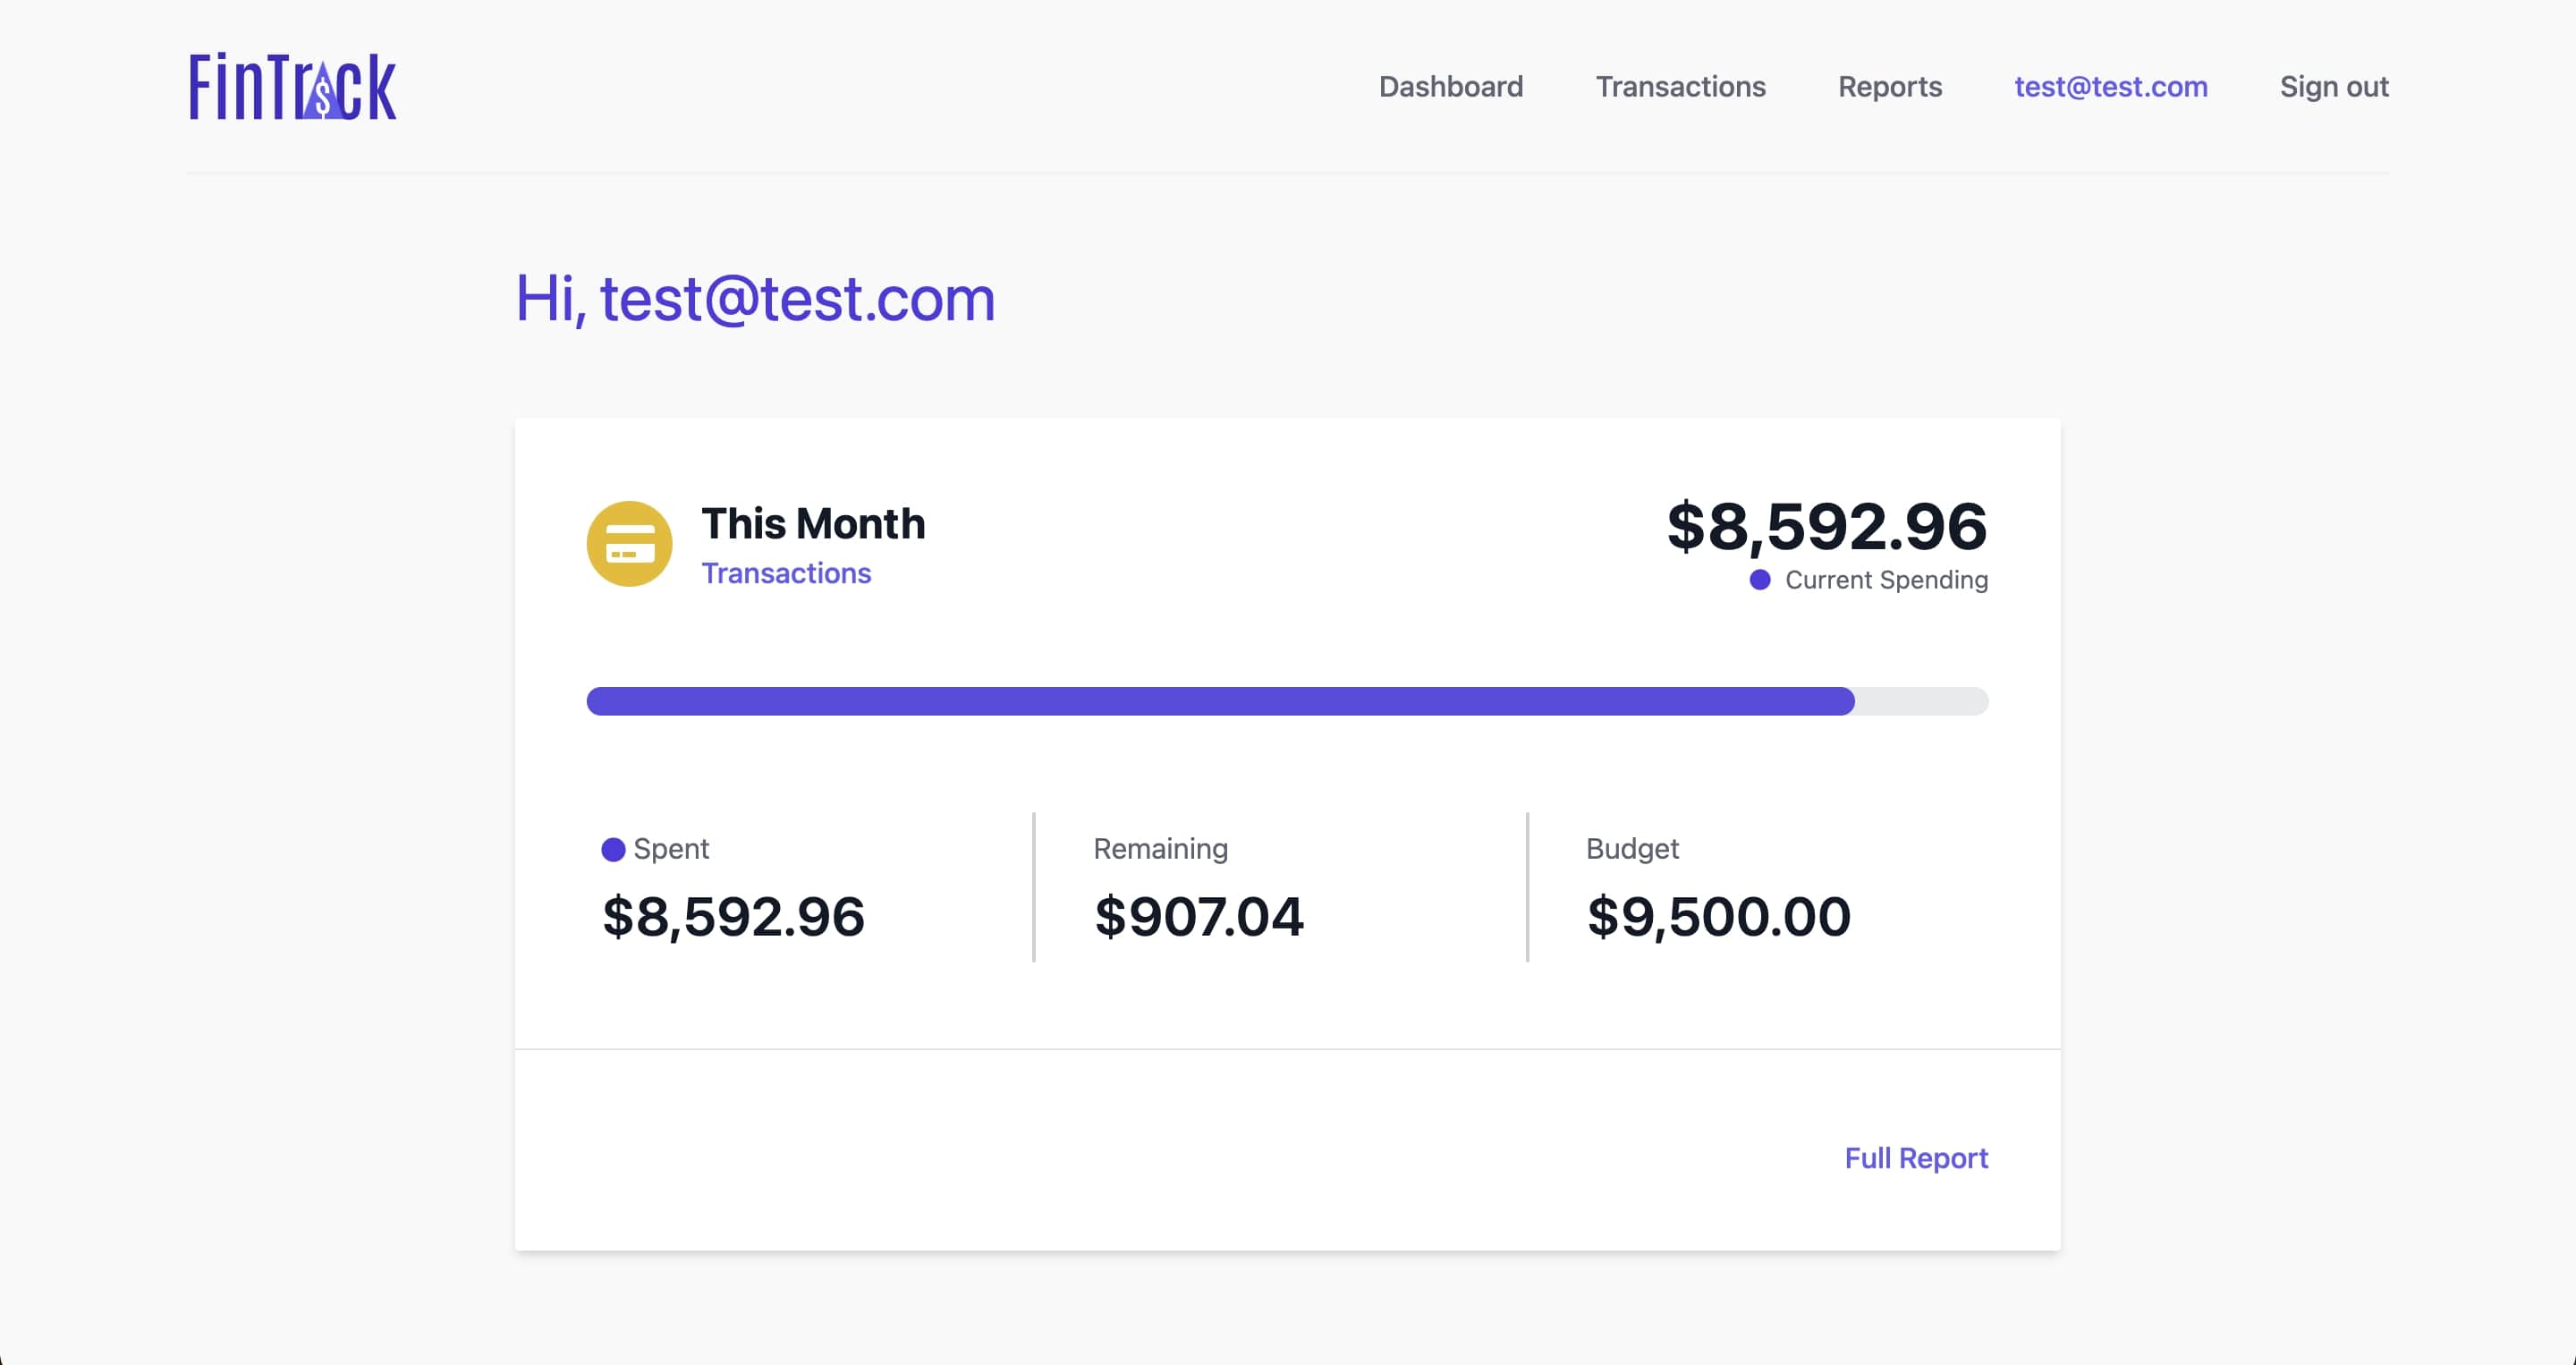 FinTrack
Dashboard Transactions Reports test@test.com Sign out
Hi, test@test.com
This Month
Transactions
$8,592.96
Current Spending
Spent Remaining Budget
$8,592.96 $907.04 $9,500.00
Full Report